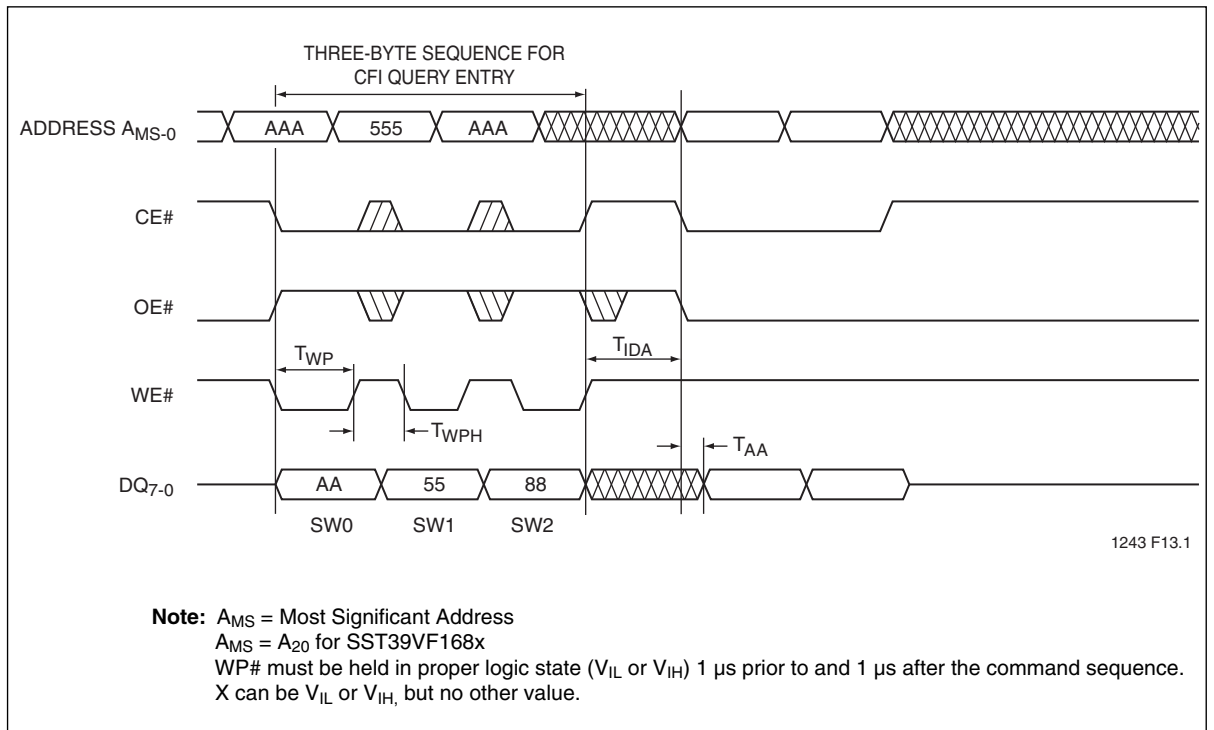 THREE-BYTE SEQUENCE FOR
CFI QUERY ENTRY
ADDRESS AMS-0
AAA 555 AAA
CE#
OE#
TWP
TIDA
WE#
TWPH
TAA
DQ7-0
AA 55 88
SW0 SW1 SW2
1243 F13.1
Note: AMS = Most Significant Address
AMS = A20 for SST39VF168x
WP# must be held in proper logic state (VIL or VIH) 1 µs prior to and 1 µs after the command sequence.
X can be VIL or VIH, but no other value.